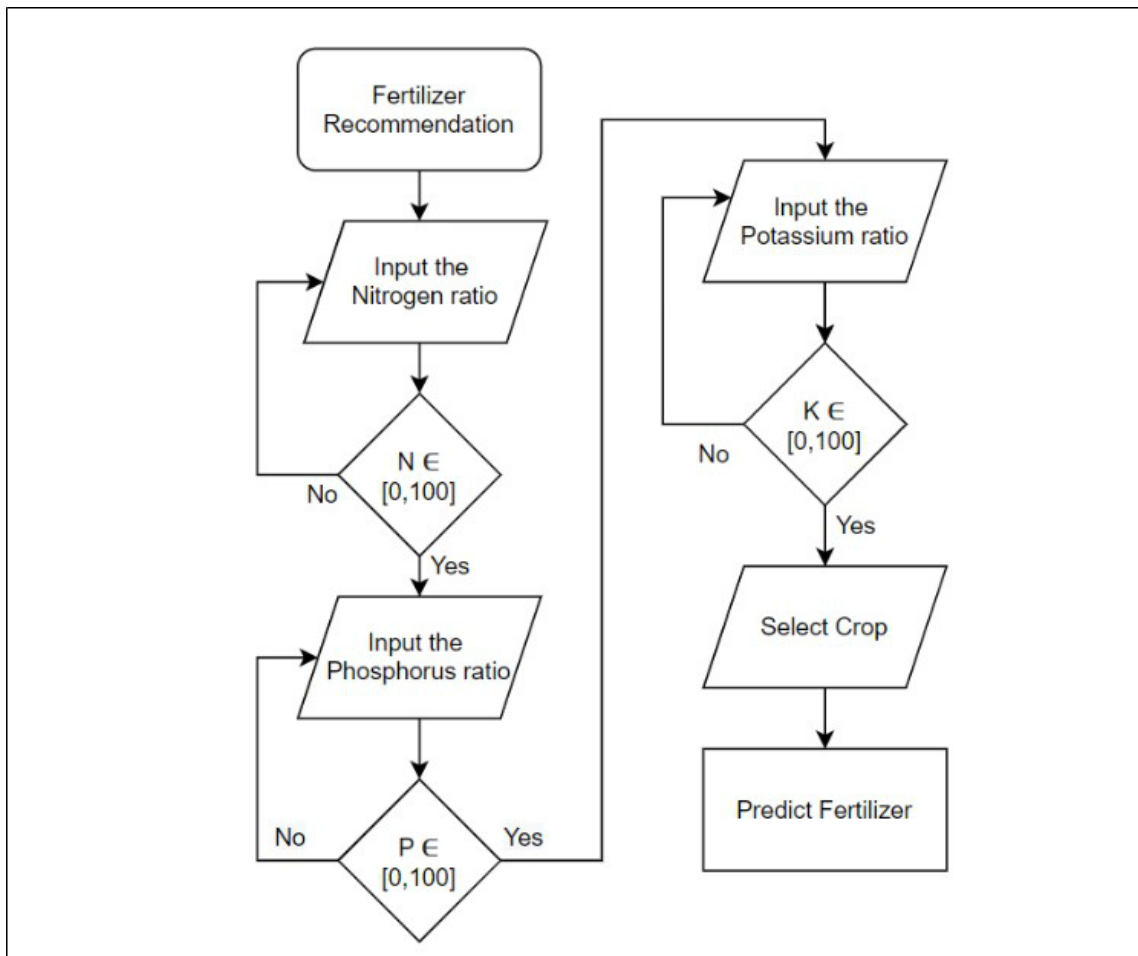 Fertilizer
Recommendation
Input the
Nitrogen ratio
N ∈
[0,100]
No
Yes
Input the
Phosphorus ratio
P ∈
[0,100]
No
Yes
Input the
Potassium ratio
K ∈
[0,100]
No
Yes
Select Crop
Predict Fertilizer